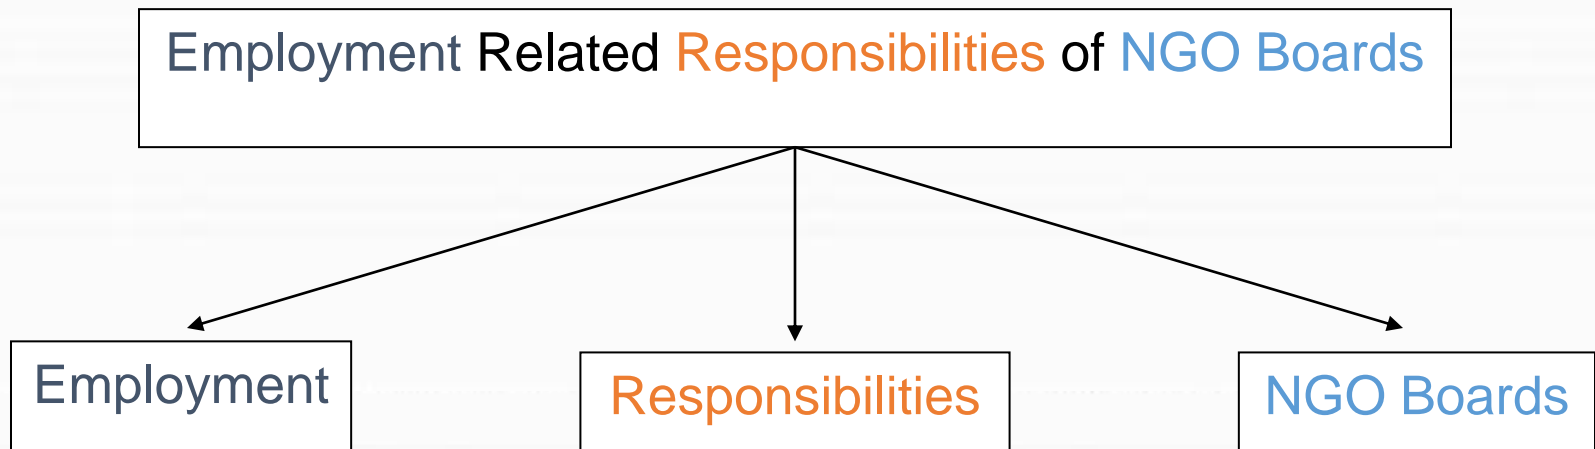 Employment Related Responsibilities of NGO Boards
Employment
Responsibilities
NGO Boards